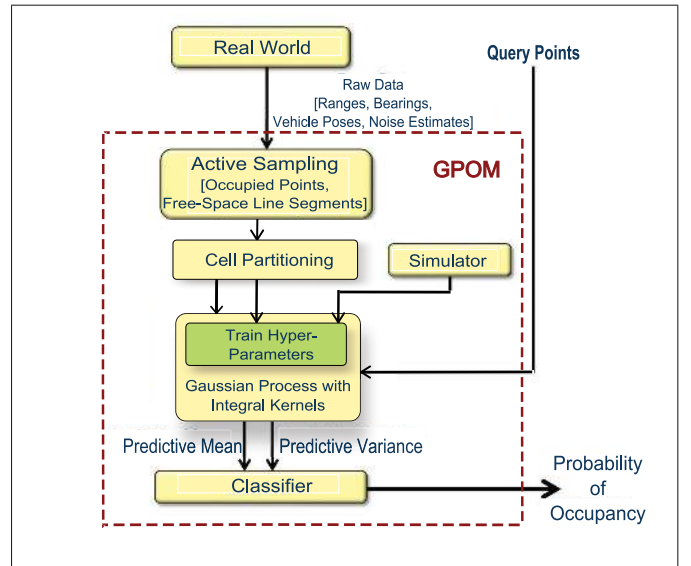 Real World
Query Points
Raw Data
[Ranges, Bearings,
Vehicle Poses, Noise Estimates]
GPOM
Active Sampling
[Occupied Points,
Free-Space Line Segments]
Cell Partitioning
Simulator
Train Hyper-
Parameters
Gaussian Process with
Integral Kernels
Predictive Mean
Predictive Variance
Classifier
Probability
of
Occupancy